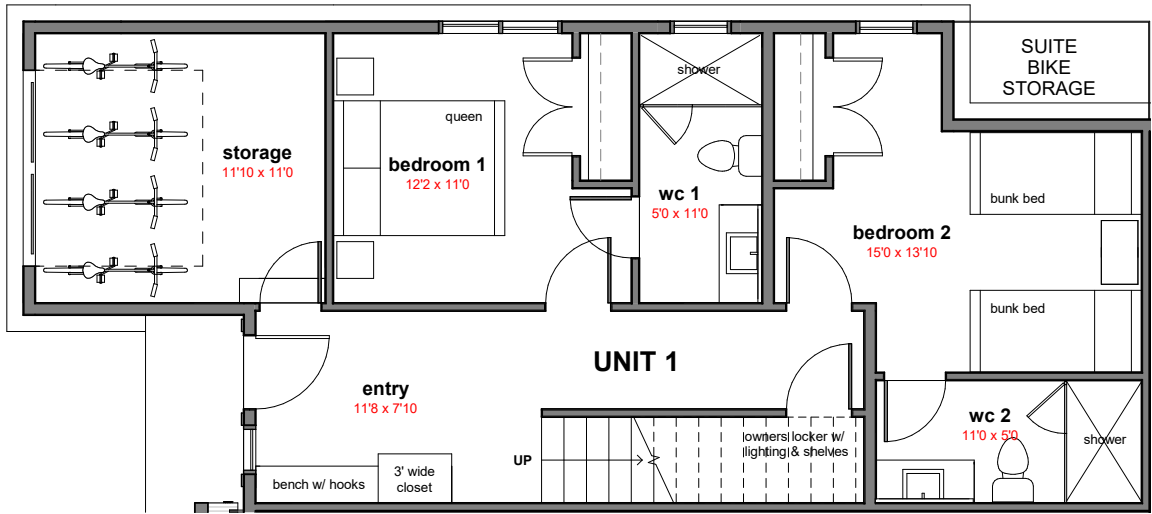 SUITE
BIKE
STORAGE
shower
queen
storage
11'10 x 11'0
bedroom 1
12'2 x 11'0
wc 1
5'0 x 11'0
bunk bed
bedroom 2
15'0 x 13'10
bunk bed
UNIT 1
entry
11'8 x 7'10
wc 2
11'0 x 5'0
shower
owners locker w/
lighting & shelves
UP
bench w/ hooks
3' wide
closet